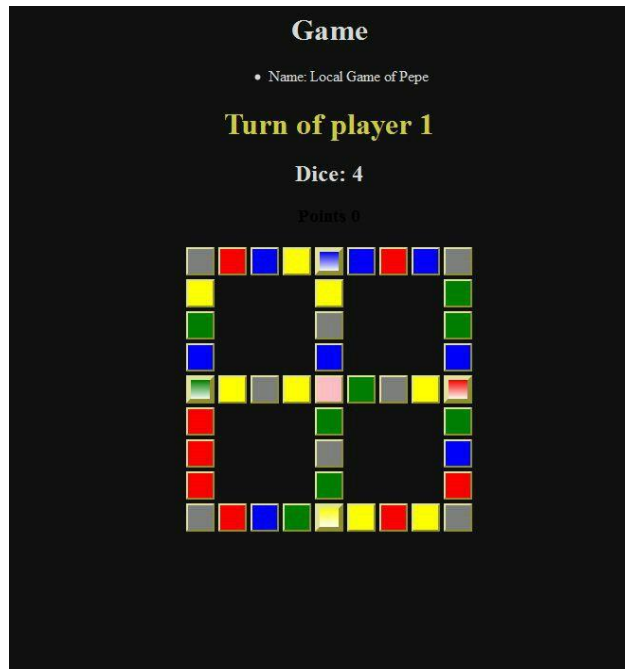 Game
Name: Local Game of Pepe
Turn of player 1
Dice: 4
Points 0